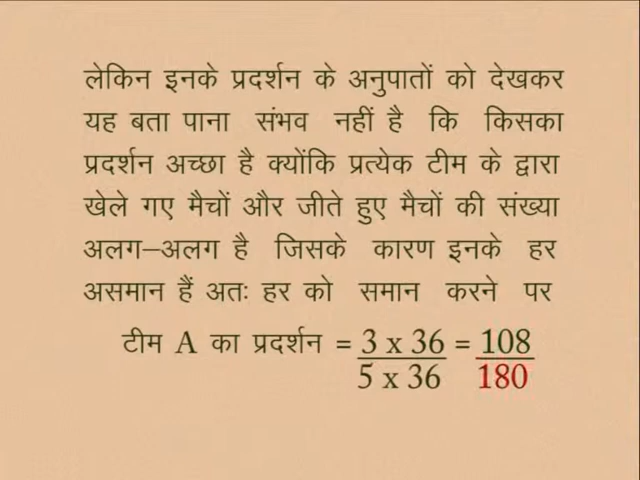 लेकिन इनके प्रदर्शन के अनुपातों को देखकर
यह बता पाना संभव नहीं है कि किसका
प्रदर्शन अच्छा है क्योंकि प्रत्येक टीम के द्वारा
खेले गए मैचों और जीते हुए मैचों की संख्या
अलग–अलग है जिसके कारण इनके हर
असमान हैं अतः हर को समान करने पर
टीम A का प्रदर्शन = 3 x 36 = 108
5 x 36 180